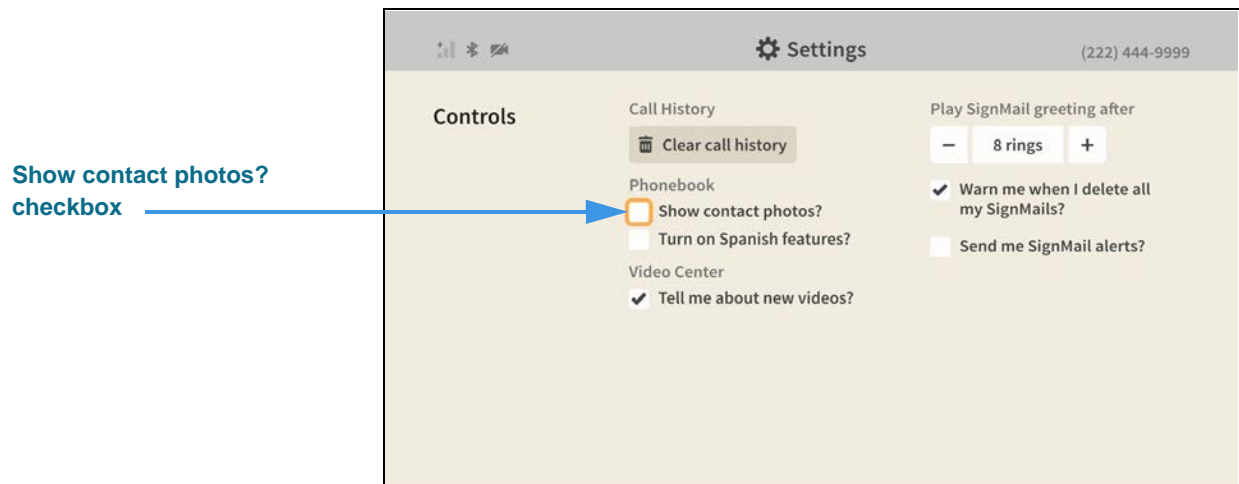 Settings
(222) 444-9999
Controls
Call History
Clear call history
Phonebook
Show contact photos?
Turn on Spanish features?
Video Center
Tell me about new videos?
Play SignMail greeting after
− 8 rings +
Warn me when I delete all
my SignMails?
Send me SignMail alerts?
Show contact photos?
checkbox